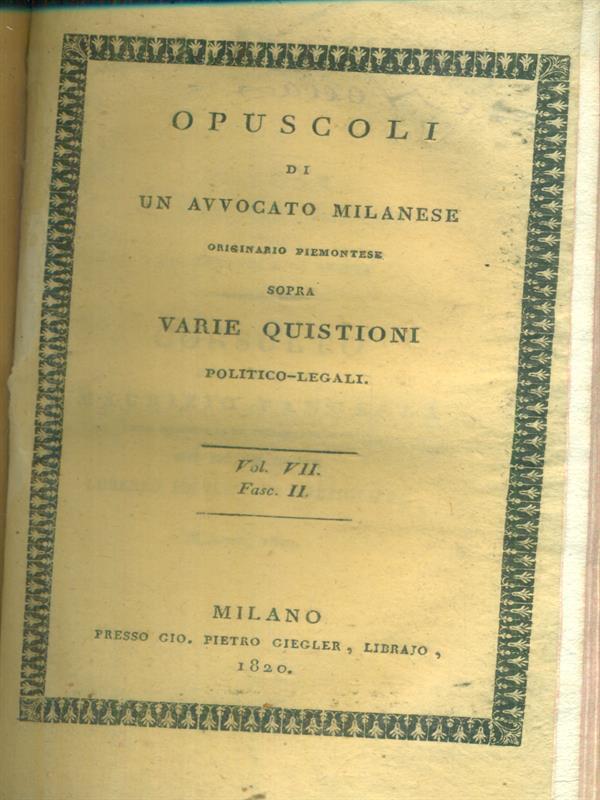 OPUSCOLI
DI
UN AVVOCATO MILANESE
ORIGINARIO PIEMONTESE
SOPRA
VARIE QUISTIONI
POLITICO-LEGALI.
Vol. VII.
Fasc. II.
MILANO
PRESSO GIO. PIETRO GIEGLER, LIBRAJO,
1820.